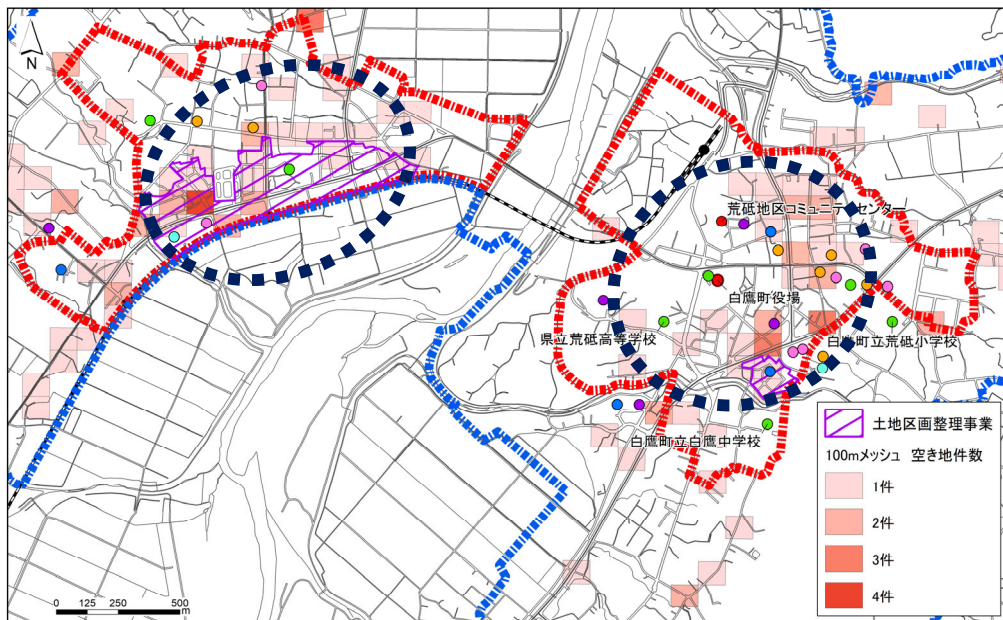 N
荒砥地区コミュニティセンター
白鷹町役場
県立荒砥高等学校
白鷹町立荒砥小学校
白鷹町立白鷹中学校
土地区画整理事業
100mメッシュ 空き地件数
1件
2件
3件
4件
0 125 250 500
m